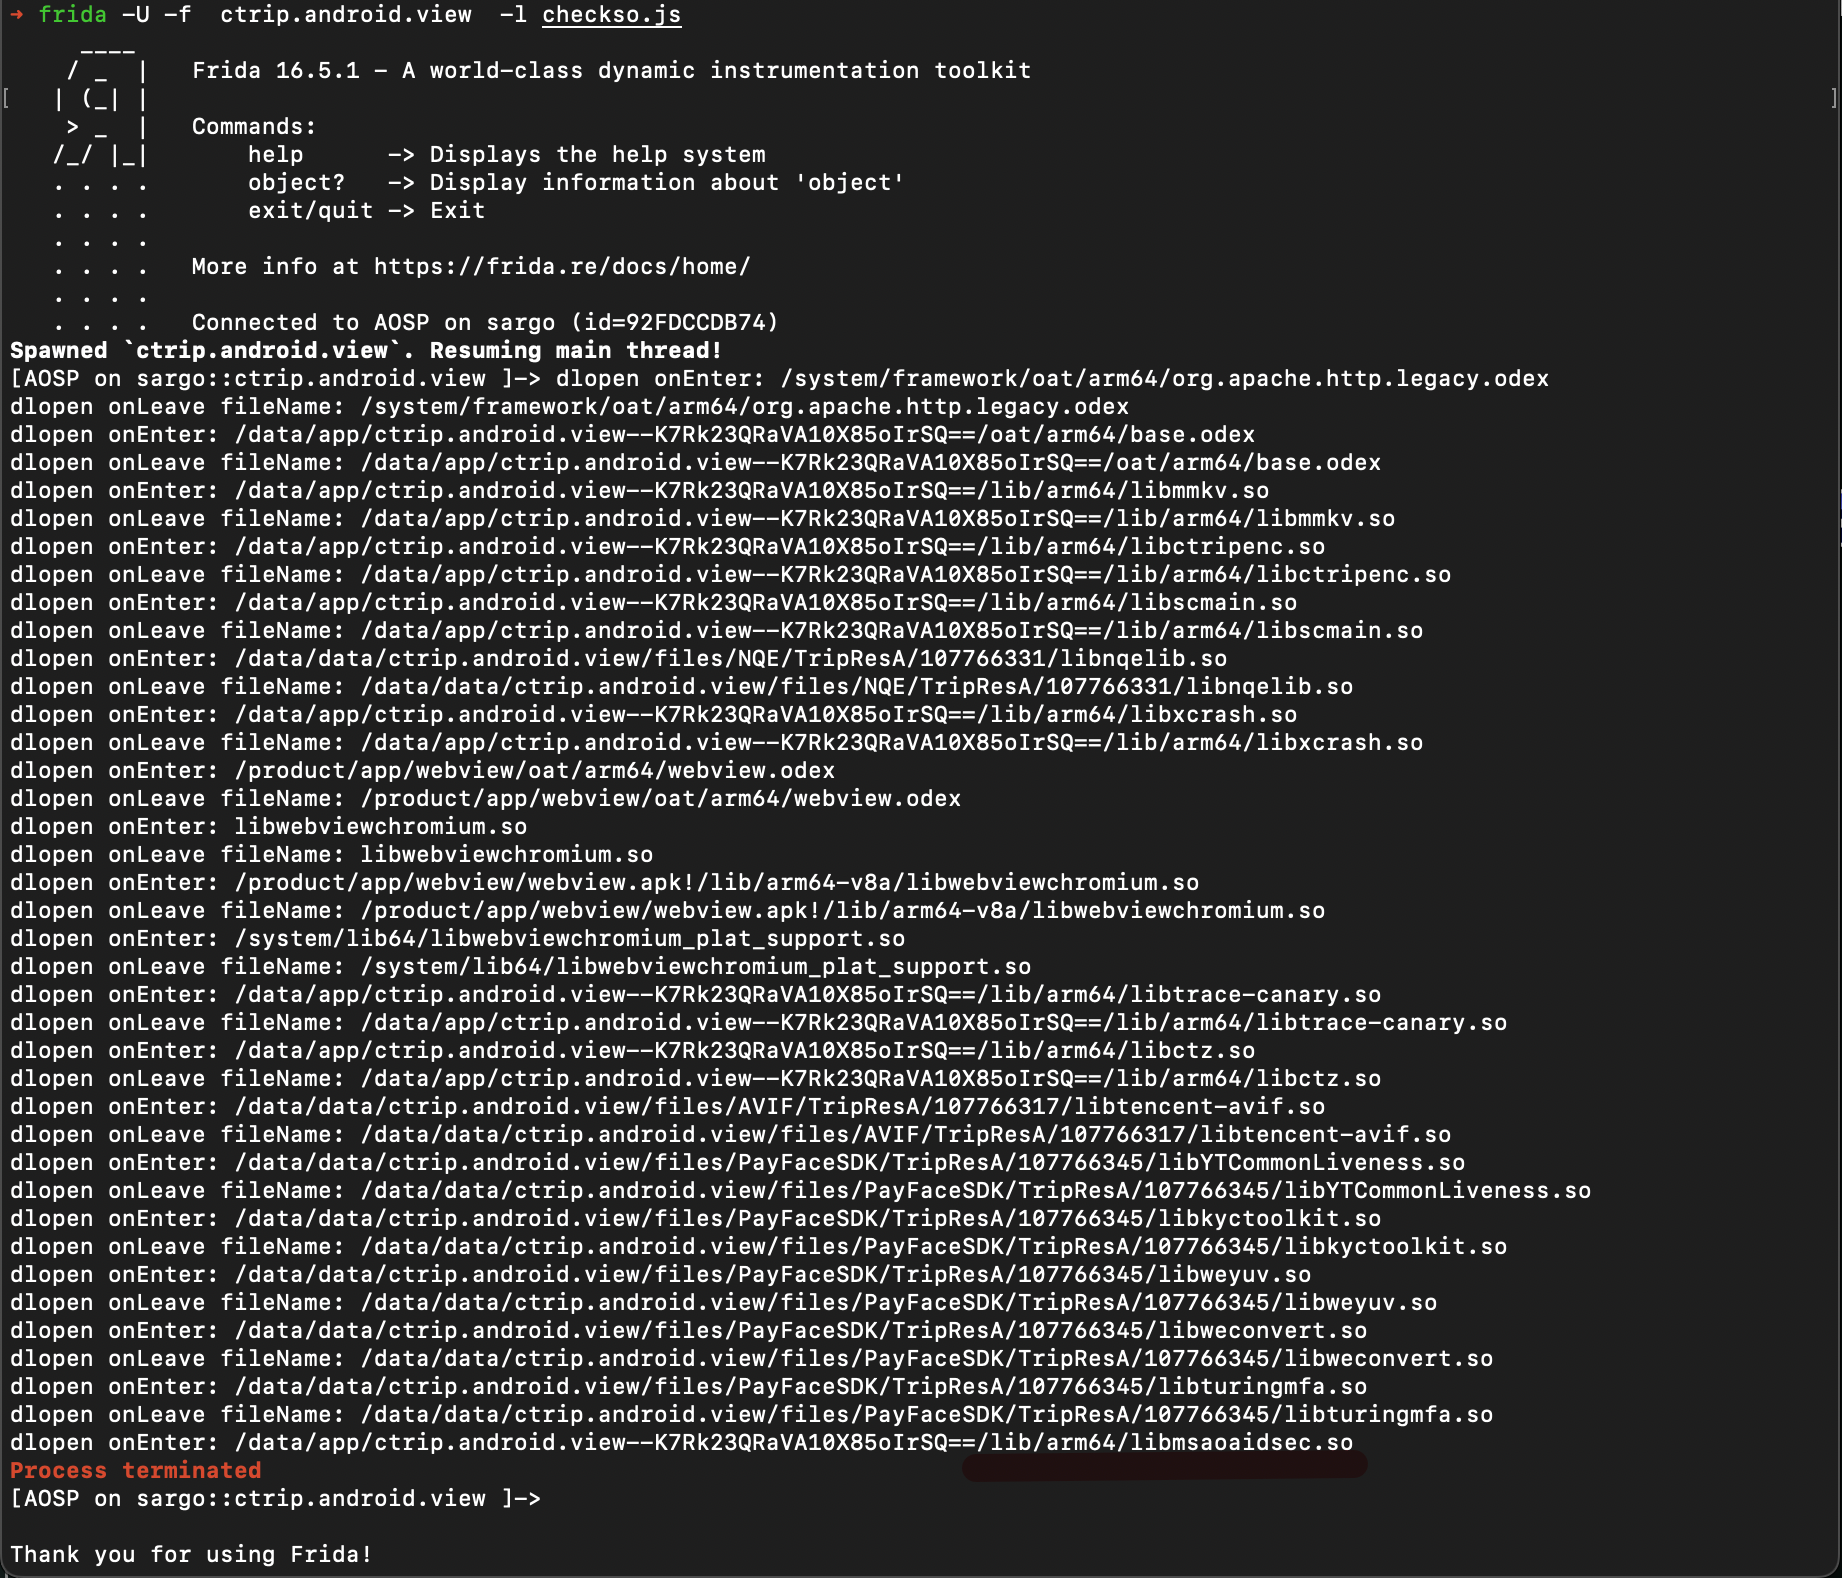 → frida -U -f  ctrip.android.view  -l checkso.js
     ____
    / _  |   Frida 16.5.1 - A world-class dynamic instrumentation toolkit
[   | (_| |                                                              ]
    > _  |   Commands:
   /_/ |_|       help      -> Displays the help system
   . . . .       object?   -> Display information about 'object'
   . . . .       exit/quit -> Exit
   . . . .
   . . . .   More info at https://frida.re/docs/home/
   . . . .
   . . . .   Connected to AOSP on sargo (id=92FDCCDB74)
Spawned `ctrip.android.view`. Resuming main thread!
[AOSP on sargo::ctrip.android.view ]-> dlopen onEnter: /system/framework/oat/arm64/org.apache.http.legacy.odex
dlopen onLeave fileName: /system/framework/oat/arm64/org.apache.http.legacy.odex
dlopen onEnter: /data/app/ctrip.android.view--K7Rk23QRaVA10X85oIrSQ==/oat/arm64/base.odex
dlopen onLeave fileName: /data/app/ctrip.android.view--K7Rk23QRaVA10X85oIrSQ==/oat/arm64/base.odex
dlopen onEnter: /data/app/ctrip.android.view--K7Rk23QRaVA10X85oIrSQ==/lib/arm64/libmmkv.so
dlopen onLeave fileName: /data/app/ctrip.android.view--K7Rk23QRaVA10X85oIrSQ==/lib/arm64/libmmkv.so
dlopen onEnter: /data/app/ctrip.android.view--K7Rk23QRaVA10X85oIrSQ==/lib/arm64/libctripenc.so
dlopen onLeave fileName: /data/app/ctrip.android.view--K7Rk23QRaVA10X85oIrSQ==/lib/arm64/libctripenc.so
dlopen onEnter: /data/app/ctrip.android.view--K7Rk23QRaVA10X85oIrSQ==/lib/arm64/libscmain.so
dlopen onLeave fileName: /data/app/ctrip.android.view--K7Rk23QRaVA10X85oIrSQ==/lib/arm64/libscmain.so
dlopen onEnter: /data/data/ctrip.android.view/files/NQE/TripResA/107766331/libnqelib.so
dlopen onLeave fileName: /data/data/ctrip.android.view/files/NQE/TripResA/107766331/libnqelib.so
dlopen onEnter: /data/app/ctrip.android.view--K7Rk23QRaVA10X85oIrSQ==/lib/arm64/libxcrash.so
dlopen onLeave fileName: /data/app/ctrip.android.view--K7Rk23QRaVA10X85oIrSQ==/lib/arm64/libxcrash.so
dlopen onEnter: /product/app/webview/oat/arm64/webview.odex
dlopen onLeave fileName: /product/app/webview/oat/arm64/webview.odex
dlopen onEnter: libwebviewchromium.so
dlopen onLeave fileName: libwebviewchromium.so
dlopen onEnter: /product/app/webview/webview.apk!/lib/arm64-v8a/libwebviewchromium.so
dlopen onLeave fileName: /product/app/webview/webview.apk!/lib/arm64-v8a/libwebviewchromium.so
dlopen onEnter: /system/lib64/libwebviewchromium_plat_support.so
dlopen onLeave fileName: /system/lib64/libwebviewchromium_plat_support.so
dlopen onEnter: /data/app/ctrip.android.view--K7Rk23QRaVA10X85oIrSQ==/lib/arm64/libtrace-canary.so
dlopen onLeave fileName: /data/app/ctrip.android.view--K7Rk23QRaVA10X85oIrSQ==/lib/arm64/libtrace-canary.so
dlopen onEnter: /data/app/ctrip.android.view--K7Rk23QRaVA10X85oIrSQ==/lib/arm64/libctz.so
dlopen onLeave fileName: /data/app/ctrip.android.view--K7Rk23QRaVA10X85oIrSQ==/lib/arm64/libctz.so
dlopen onEnter: /data/data/ctrip.android.view/files/AVIF/TripResA/107766317/libtencent-avif.so
dlopen onLeave fileName: /data/data/ctrip.android.view/files/AVIF/TripResA/107766317/libtencent-avif.so
dlopen onEnter: /data/data/ctrip.android.view/files/PayFaceSDK/TripResA/107766345/libYTCommonLiveness.so
dlopen onLeave fileName: /data/data/ctrip.android.view/files/PayFaceSDK/TripResA/107766345/libYTCommonLiveness.so
dlopen onEnter: /data/data/ctrip.android.view/files/PayFaceSDK/TripResA/107766345/libkyctoolkit.so
dlopen onLeave fileName: /data/data/ctrip.android.view/files/PayFaceSDK/TripResA/107766345/libkyctoolkit.so
dlopen onEnter: /data/data/ctrip.android.view/files/PayFaceSDK/TripResA/107766345/libweyuv.so
dlopen onLeave fileName: /data/data/ctrip.android.view/files/PayFaceSDK/TripResA/107766345/libweyuv.so
dlopen onEnter: /data/data/ctrip.android.view/files/PayFaceSDK/TripResA/107766345/libweconvert.so
dlopen onLeave fileName: /data/data/ctrip.android.view/files/PayFaceSDK/TripResA/107766345/libweconvert.so
dlopen onEnter: /data/data/ctrip.android.view/files/PayFaceSDK/TripResA/107766345/libturingmfa.so
dlopen onLeave fileName: /data/data/ctrip.android.view/files/PayFaceSDK/TripResA/107766345/libturingmfa.so
dlopen onEnter: /data/app/ctrip.android.view--K7Rk23QRaVA10X85oIrSQ==/lib/arm64/libmsaoaidsec.so
Process terminated
[AOSP on sargo::ctrip.android.view ]->
Thank you for using Frida!